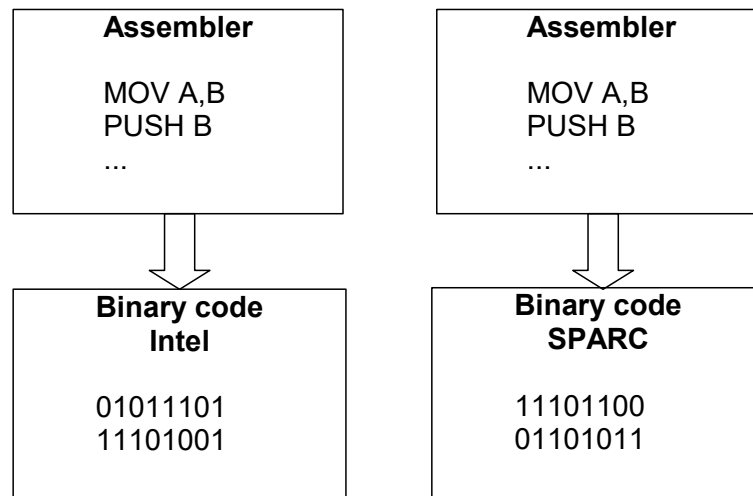 Assembler
MOV A,B
PUSH B
...
Binary code
Intel
01011101
11101001
Assembler
MOV A,B
PUSH B
...
Binary code
SPARC
11101100
01101011